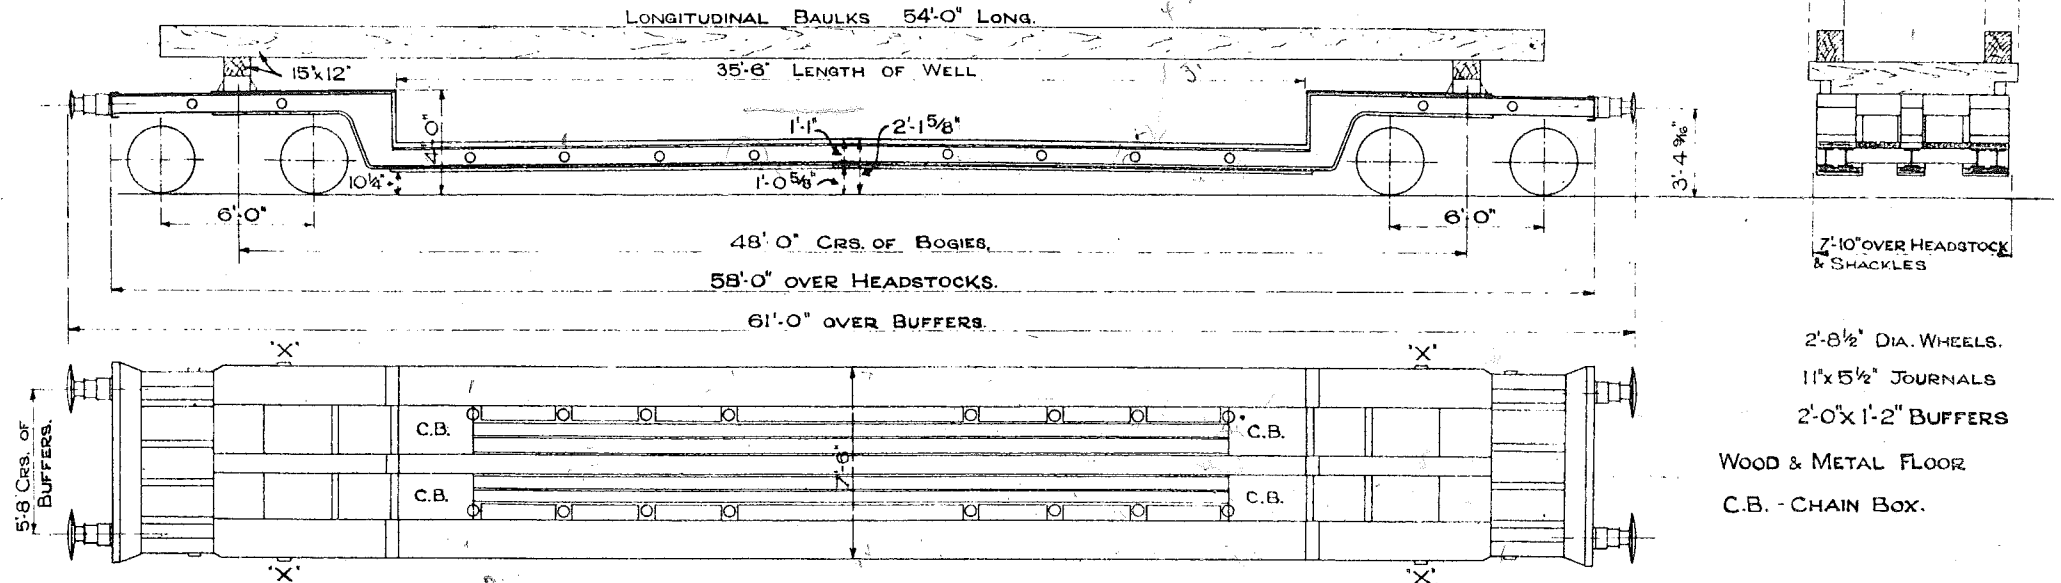 LONGITUDINAL BAULKS 54'-0" LONG.
15"x12"
35'-6" LENGTH OF WELL
3'
4'-0"
1'-1"
2'-1 5/8"
10¼"
1'-0 5/8"
3'-4 9/16"
6'-0"
6'-0"
48'-0" CRS. OF BOGIES.
7'-10" OVER HEADSTOCK
& SHACKLES
58'-0" OVER HEADSTOCKS.
61'-0" OVER BUFFERS.
'X'
'X'
2'-8½" DIA. WHEELS.
11"x5½" JOURNALS
2'-0"x1'-2" BUFFERS
C.B.
C.B.
5'-8 CRS. OF
BUFFERS.
7'-6"
WOOD & METAL FLOOR
C.B.
C.B.
C.B. - CHAIN BOX.
'X'
'X'